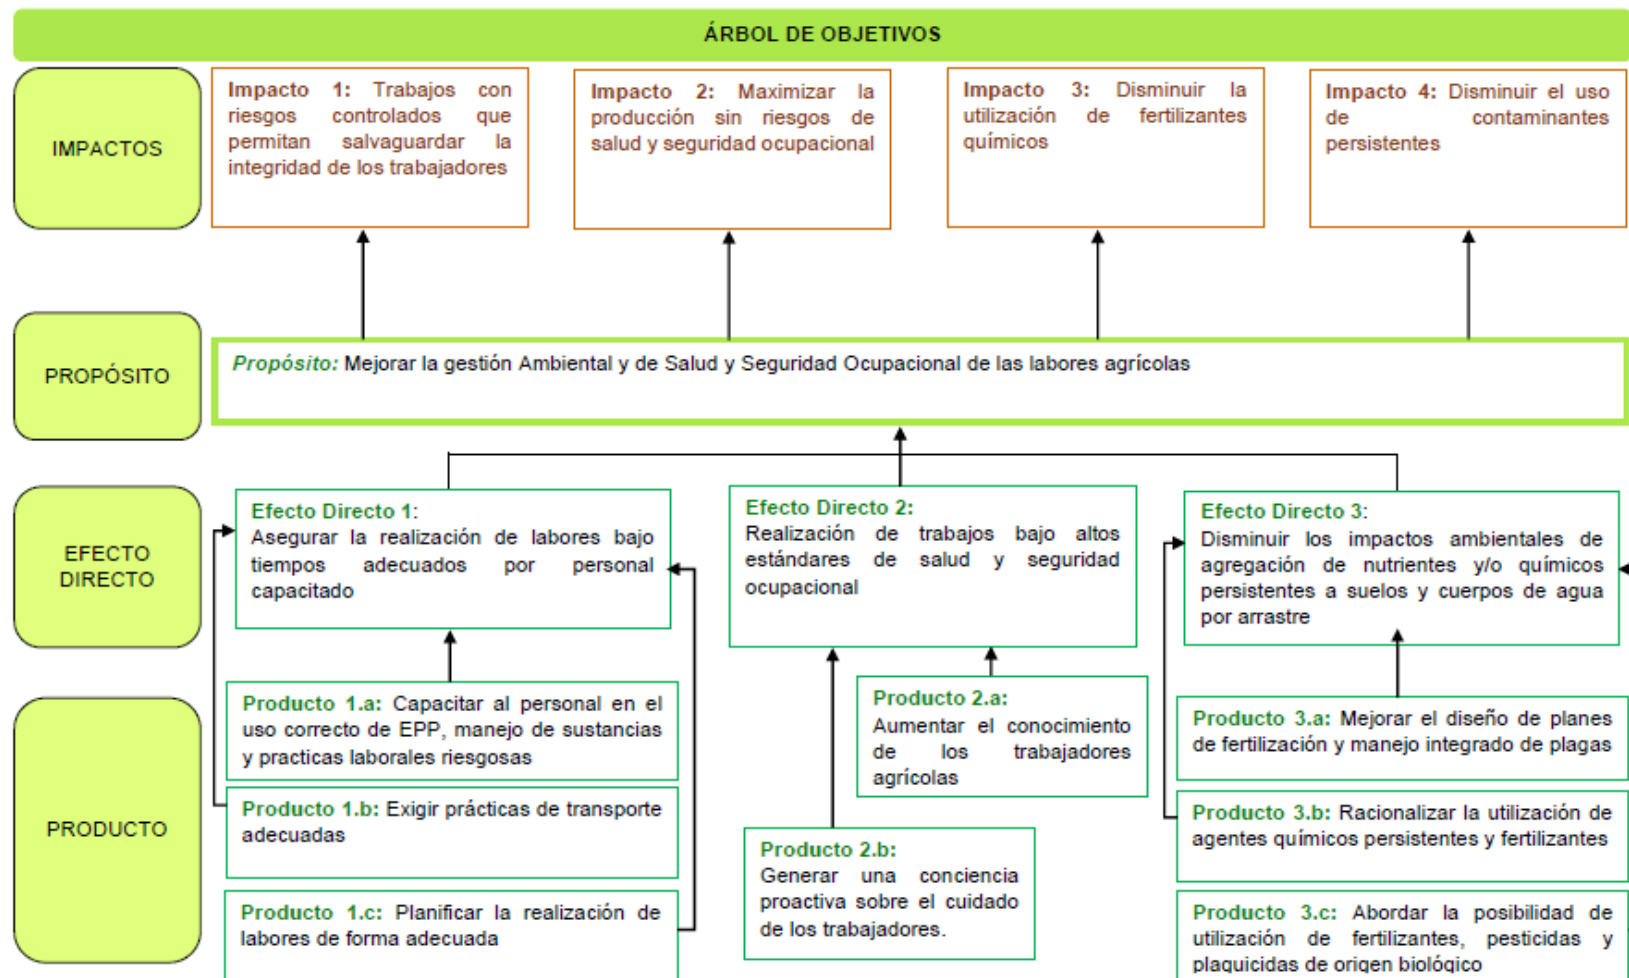 ÁRBOL DE OBJETIVOS
IMPACTOS
Impacto 1: Trabajos con
riesgos controlados que
permitan salvaguardar la
integridad de los trabajadores
Impacto 2: Maximizar la
producción sin riesgos de
salud y seguridad ocupacional
Impacto 3: Disminuir la
utilización de fertilizantes
químicos
Impacto 4: Disminuir el uso
de contaminantes
persistentes
PROPÓSITO
Propósito: Mejorar la gestión Ambiental y de Salud y Seguridad Ocupacional de las labores agrícolas
EFECTO
DIRECTO
Efecto Directo 1:
Asegurar la realización de labores bajo
tiempos adecuados por personal
capacitado
Efecto Directo 2:
Realización de trabajos bajo altos
estándares de salud y seguridad
ocupacional
Efecto Directo 3:
Disminuir los impactos ambientales de
agregación de nutrientes y/o químicos
persistentes a suelos y cuerpos de agua
por arrastre
PRODUCTO
Producto 1.a: Capacitar al personal en el
uso correcto de EPP, manejo de sustancias
y practicas laborales riesgosas
Producto 1.b: Exigir prácticas de transporte
adecuadas
Producto 1.c: Planificar la realización de
labores de forma adecuada
Producto 2.a:
Aumentar el conocimiento
de los trabajadores
agrícolas
Producto 2.b:
Generar una conciencia
proactiva sobre el cuidado
de los trabajadores.
Producto 3.a: Mejorar el diseño de planes
de fertilización y manejo integrado de plagas
Producto 3.b: Racionalizar la utilización de
agentes químicos persistentes y fertilizantes
Producto 3.c: Abordar la posibilidad de
utilización de fertilizantes, pesticidas y
plaguicidas de origen biológico